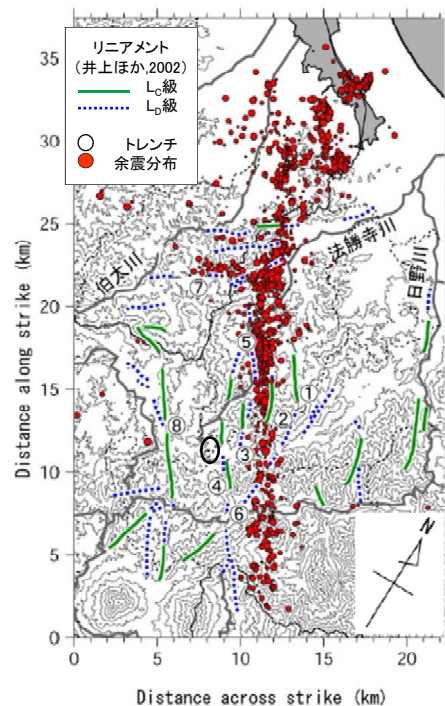 リニアメント
(井上ほか,2002)
LC級
LD級
トレンチ
余震分布
35
30
25
20
15
10
5
0
Distance along strike (km)
伯太川
法勝寺川
日野川
⑦
⑤
①
⑧
②
③
④
⑥
N
0
5
10
15
20
Distance across strike (km)